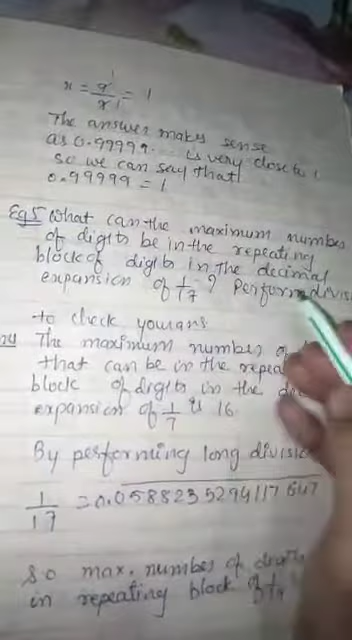 x = 9/9 = 1
The answer makes sense
as 0.99999... is very close to 1
so we can say that
0.99999 = 1
Eg5 What can the maximum number
of digits be in the repeating
block of digits in the decimal
expansion of 1/17? Perform
to check your ans
The maximum number
that can be in the
block of digits in the
expansion of 1/7 is 16.
By performing long
1/17 = 0.0588235294117647
So max. number of
in repeating block of